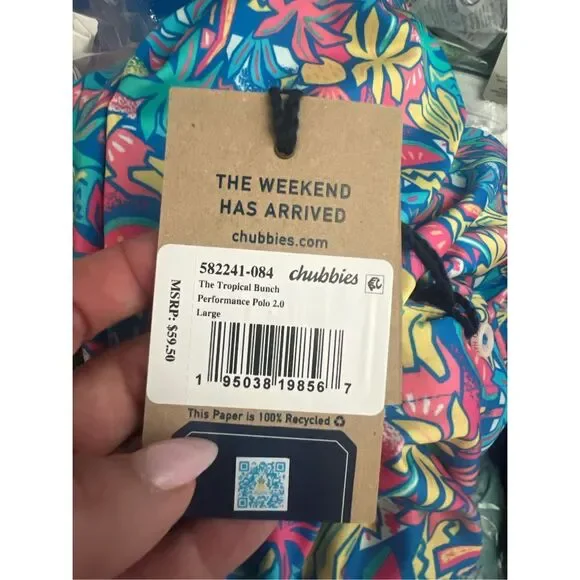 THE WEEKEND
HAS ARRIVED
chubbies.com
582241-084 chubbies
The Tropical Bunch
Performance Polo 2.0
Large
MSRP: $59.50
1 95038 19856 7
This Paper is 100% Recycled